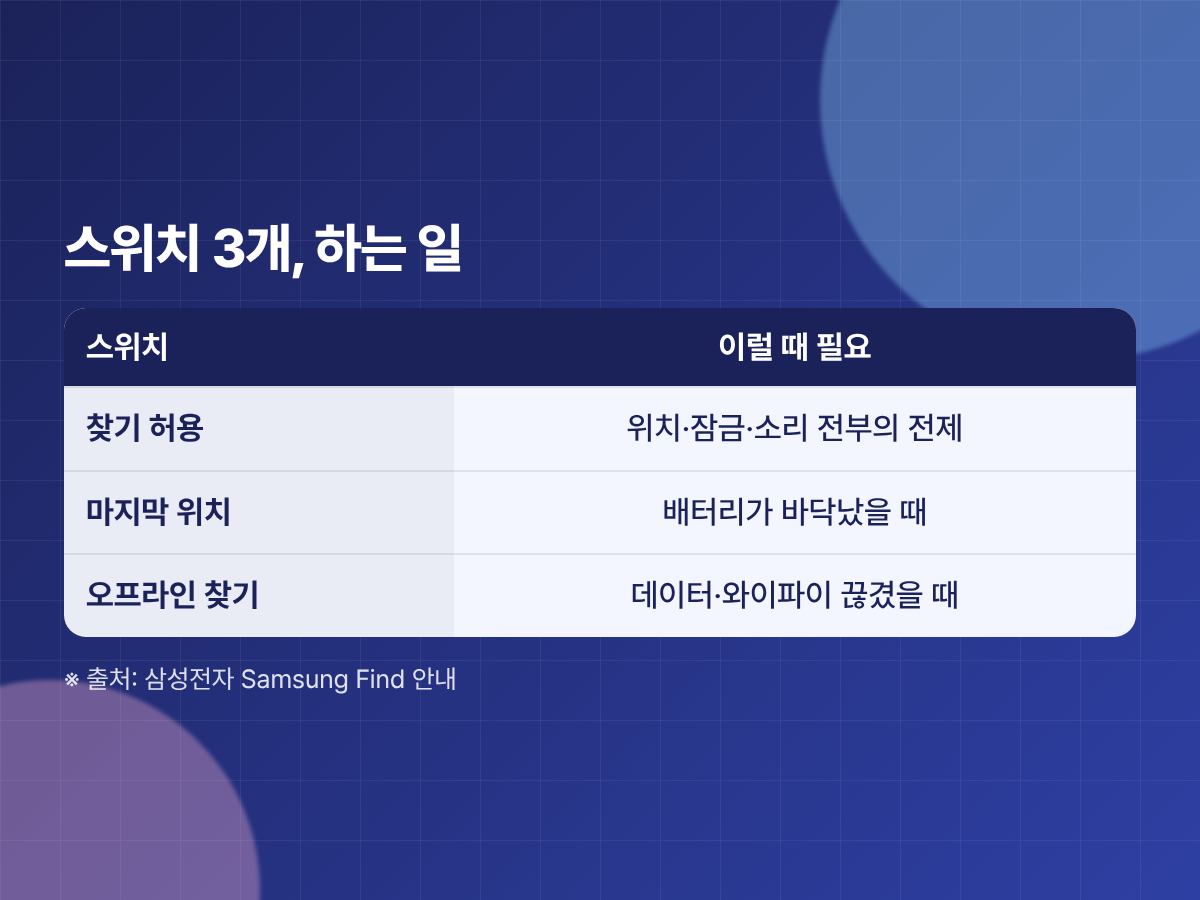 스위치 3개, 하는 일
스위치 이럴 때 필요
찾기 허용 위치·잠금·소리 전부의 전제
마지막 위치 배터리가 바닥났을 때
오프라인 찾기 데이터·와이파이 끊겼을 때
※ 출처: 삼성전자 Samsung Find 안내